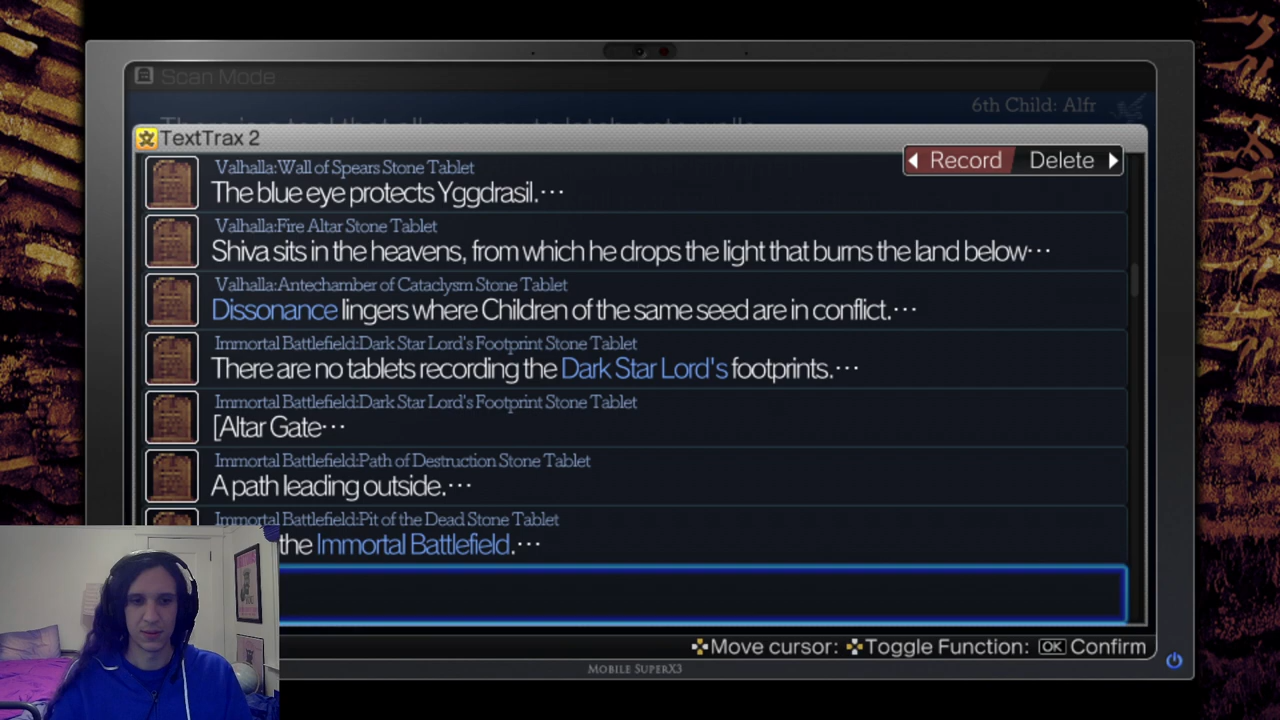 Scan Mode
6th Child: Alfr
TextTrax 2
Record Delete
Valhalla:Wall of Spears Stone Tablet
The blue eye protects Yggdrasil.···
Valhalla:Fire Altar Stone Tablet
Shiva sits in the heavens, from which he drops the light that burns the land below···
Valhalla:Antechamber of Cataclysm Stone Tablet
Dissonance lingers where Children of the same seed are in conflict.···
Immortal Battlefield:Dark Star Lord's Footprint Stone Tablet
There are no tablets recording the Dark Star Lord's footprints.···
Immortal Battlefield:Dark Star Lord's Footprint Stone Tablet
[Altar Gate···
Immortal Battlefield:Path of Destruction Stone Tablet
A path leading outside.···
Immortal Battlefield:Pit of the Dead Stone Tablet
the Immortal Battlefield.···
Move cursor: Toggle Function: OK Confirm
MOBILE SUPERX3